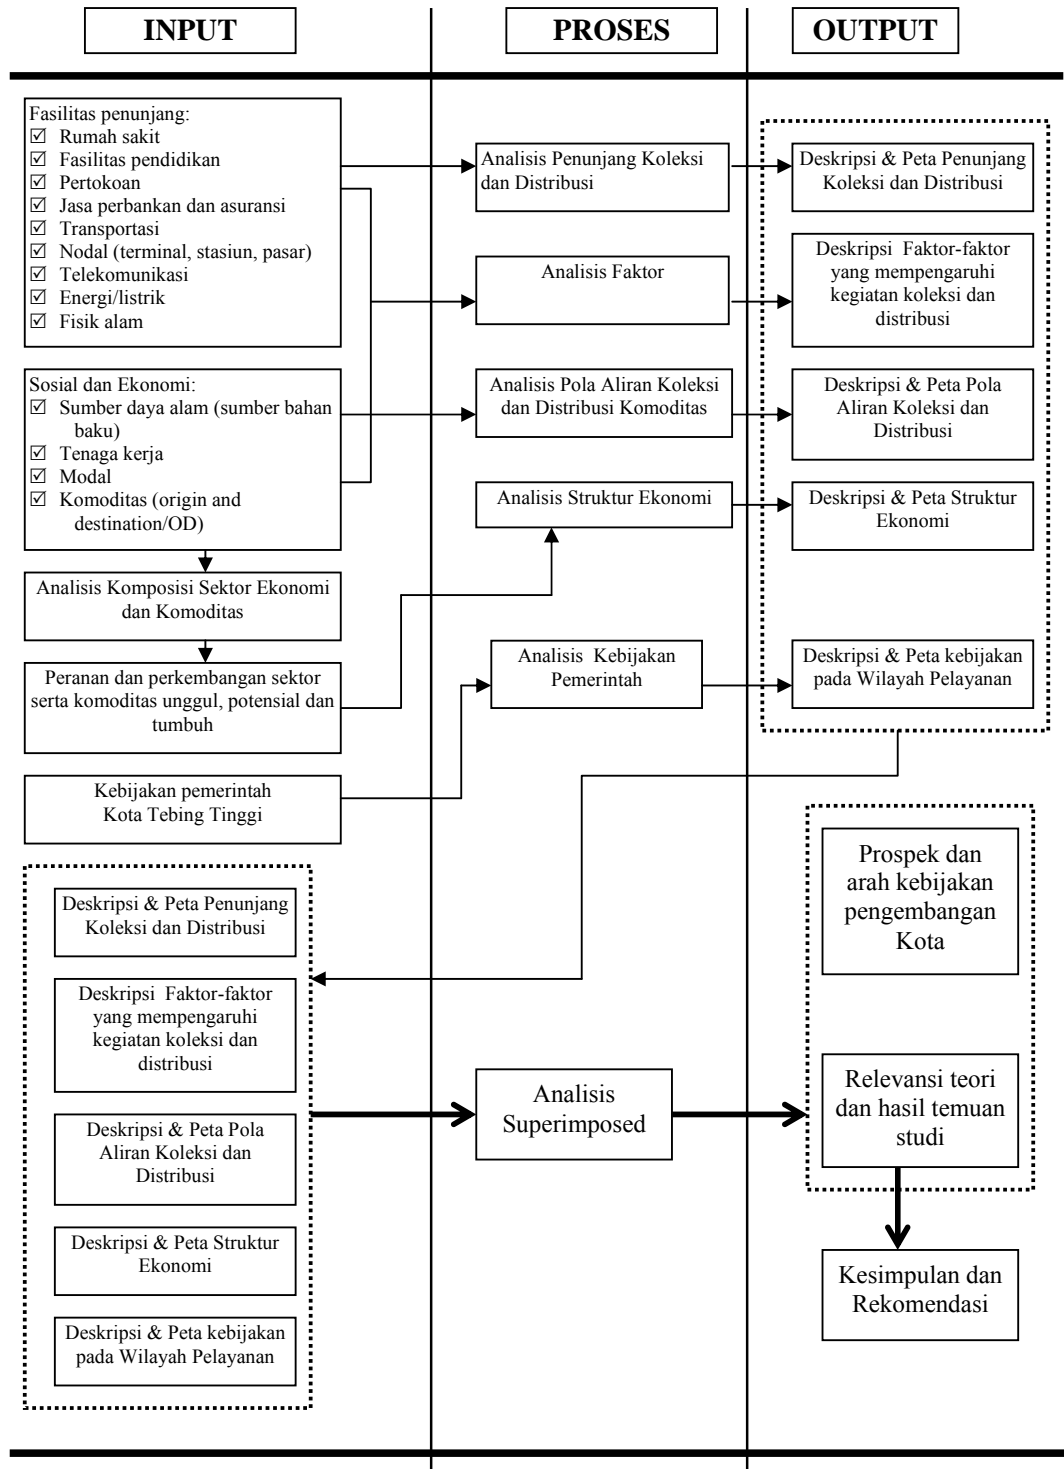 INPUT
PROSES
OUTPUT
Fasilitas penunjang:
☑ Rumah sakit
☑ Fasilitas pendidikan
☑ Pertokoan
☑ Jasa perbankan dan asuransi
☑ Transportasi
☑ Nodal (terminal, stasiun, pasar)
☑ Telekomunikasi
☑ Energi/listrik
☑ Fisik alam
Analisis Penunjang Koleksi
dan Distribusi
Deskripsi & Peta Penunjang
Koleksi dan Distribusi
Analisis Faktor
Deskripsi Faktor-faktor
yang mempengaruhi
kegiatan koleksi dan
distribusi
Sosial dan Ekonomi:
☑ Sumber daya alam (sumber bahan
baku)
☑ Tenaga kerja
☑ Modal
☑ Komoditas (origin and
destination/OD)
Analisis Pola Aliran Koleksi
dan Distribusi Komoditas
Deskripsi & Peta Pola
Aliran Koleksi dan
Distribusi
Analisis Struktur Ekonomi
Deskripsi & Peta Struktur
Ekonomi
Analisis Komposisi Sektor Ekonomi
dan Komoditas
Peranan dan perkembangan sektor
serta komoditas unggul, potensial dan
tumbuh
Analisis Kebijakan
Pemerintah
Deskripsi & Peta kebijakan
pada Wilayah Pelayanan
Kebijakan pemerintah
Kota Tebing Tinggi
Deskripsi & Peta Penunjang
Koleksi dan Distribusi
Deskripsi Faktor-faktor
yang mempengaruhi
kegiatan koleksi dan
distribusi
Deskripsi & Peta Pola
Aliran Koleksi dan
Distribusi
Deskripsi & Peta Struktur
Ekonomi
Deskripsi & Peta kebijakan
pada Wilayah Pelayanan
Analisis
Superimposed
Prospek dan
arah kebijakan
pengembangan
Kota
Relevansi teori
dan hasil temuan
studi
Kesimpulan dan
Rekomendasi